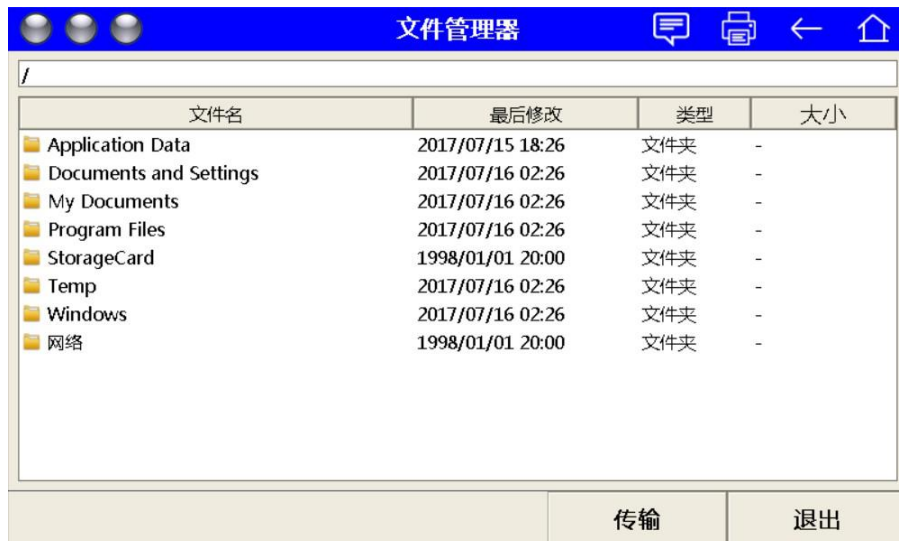 文件管理器
/
文件名 最后修改 类型 大小
Application Data 2017/07/15 18:26 文件夹 -
Documents and Settings 2017/07/16 02:26 文件夹 -
My Documents 2017/07/16 02:26 文件夹 -
Program Files 2017/07/16 02:26 文件夹 -
StorageCard 1998/01/01 20:00 文件夹 -
Temp 2017/07/16 02:26 文件夹 -
Windows 2017/07/16 02:26 文件夹 -
网络 1998/01/01 20:00 文件夹 -
传输 退出